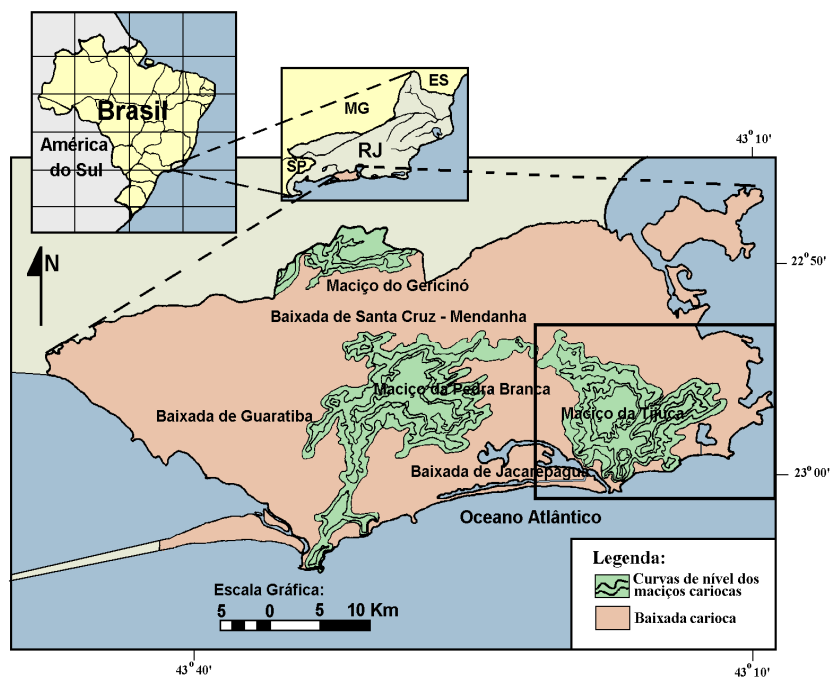 Brasil
América
do Sul
ES
MG
RJ
SP
43°10'
N
22°50'
Maciço do Gericinó
Baixada de Santa Cruz - Mendanha
Maciço da Pedra Branca
Baixada de Guaratiba
Maciço da Tijuca
Baixada de Jacarepaguá
23°00'
Oceano Atlântico
Legenda:
Curvas de nível dos
maciços cariocas
Baixada carioca
Escala Gráfica:
5 0 5 10 Km
43°40'
43°10'